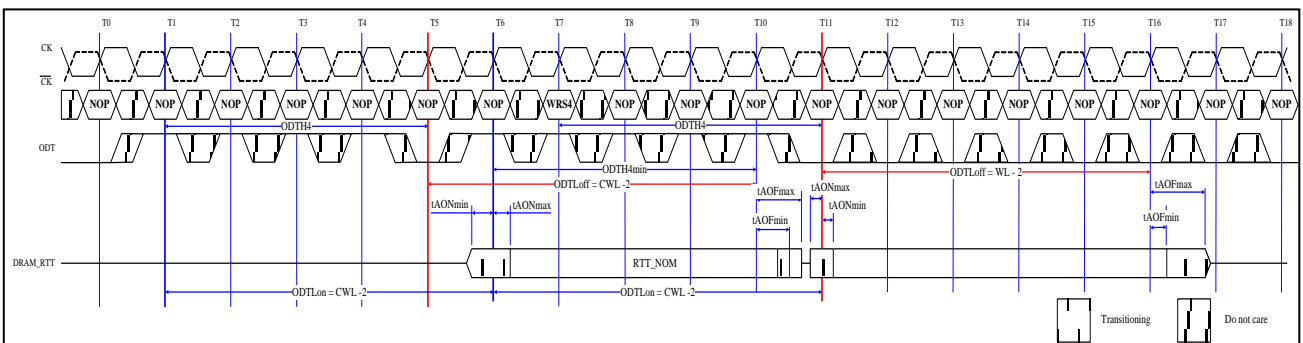 T0 T1 T2 T3 T4 T5 T6 T7 T8 T9 T10 T11 T12 T13 T14 T15 T16 T17 T18
CK
CK
NOP NOP NOP NOP NOP NOP NOP WRS4 NOP NOP NOP NOP NOP NOP NOP NOP NOP NOP NOP
ODTH4 ODTH4
ODT
ODTH4min ODTLoff = WL - 2
ODTLoff = CWL -2
tAOFmax tAONmax tAOFmax
tAONmin tAONmax tAONmin
tAOFmin tAOFmin
DRAM_RTT RTT_NOM
ODTLon = CWL -2 ODTLon = CWL -2
Transitioning Do not care